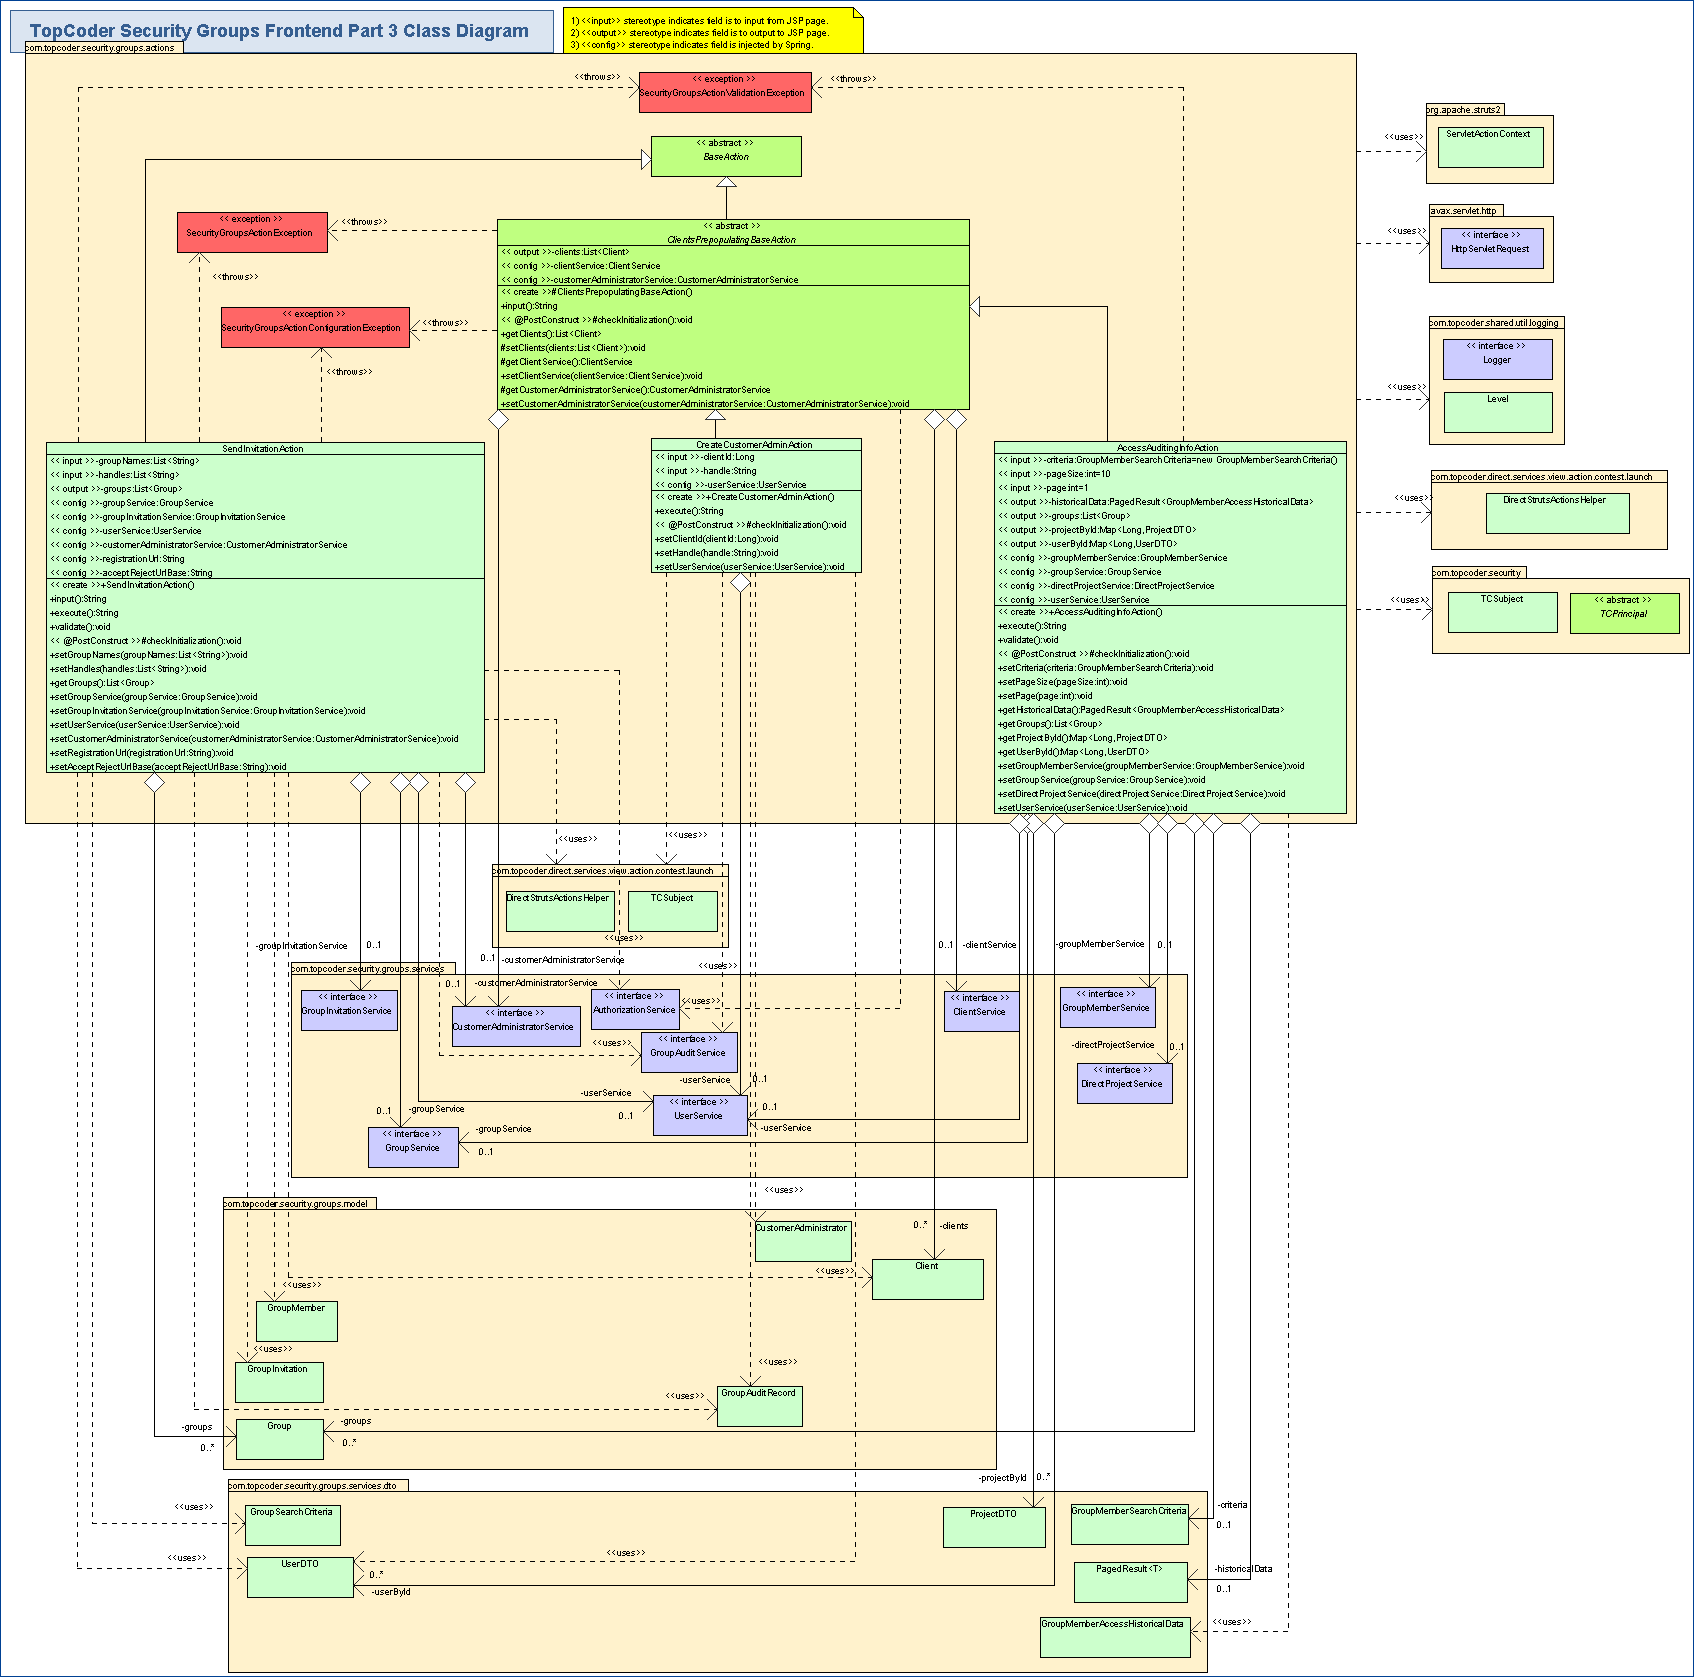 TopCoder Security Groups Frontend Part 3 Class Diagram
1) <<input>> stereotype indicates field is to input from JSP page.
2) <<output>> stereotype indicates field is to output to JSP page.
3) <<config>> stereotype indicates field is injected by Spring.
com.topcoder.security.groups.actions
<<throws>>
<< exception >>
SecurityGroupsActionValidationException
<<throws>>
<< abstract >>
BaseAction
<< exception >>
SecurityGroupsActionException
<<throws>>
<<throws>>
<< exception >>
SecurityGroupsActionConfigurationException
<<throws>>
<<throws>>
<< abstract >>
ClientsPrepopulatingBaseAction
<< output >>-clients:List<Client>
<< config >>-clientService:ClientService
<< config >>-customerAdministratorService:CustomerAdministratorService
<< create >>#ClientsPrepopulatingBaseAction()
+input():String
<< @PostConstruct >>#checkInitialization():void
+getClients():List<Client>
#setClients(clients:List<Client>):void
#getClientService():ClientService
+setClientService(clientService:ClientService):void
#getCustomerAdministratorService():CustomerAdministratorService
+setCustomerAdministratorService(customerAdministratorService:CustomerAdministratorService):void
SendInvitationAction
<< input >>-groupNames:List<String>
<< input >>-handles:List<String>
<< output >>-groups:List<Group>
<< config >>-groupService:GroupService
<< config >>-groupInvitationService:GroupInvitationService
<< config >>-userService:UserService
<< config >>-customerAdministratorService:CustomerAdministratorService
<< config >>-registrationUrl:String
<< config >>-acceptRejectUrlBase:String
<< create >>+SendInvitationAction()
+input():String
+execute():String
+validate():void
<< @PostConstruct >>#checkInitialization():void
+setGroupNames(groupNames:List<String>):void
+setHandles(handles:List<String>):void
+getGroups():List<Group>
+setGroupService(groupService:GroupService):void
+setGroupInvitationService(groupInvitationService:GroupInvitationService):void
+setUserService(userService:UserService):void
+setCustomerAdministratorService(customerAdministratorService:CustomerAdministratorService):void
+setRegistrationUrl(registrationUrl:String):void
+setAcceptRejectUrlBase(acceptRejectUrlBase:String):void
CreateCustomerAdminAction
<< input >>-clientId:Long
<< input >>-handle:String
<< config >>-userService:UserService
<< create >>+CreateCustomerAdminAction()
+execute():String
<< @PostConstruct >>#checkInitialization():void
+setClientId(clientId:Long):void
+setHandle(handle:String):void
+setUserService(userService:UserService):void
AccessAuditingInfoAction
<< input >>-criteria:GroupMemberSearchCriteria=new GroupMemberSearchCriteria()
<< input >>-pageSize:int=10
<< input >>-page:int=1
<< output >>-historicalData:PagedResult<GroupMemberAccessHistoricalData>
<< output >>-groups:List<Group>
<< output >>-projectById:Map<Long,ProjectDTO>
<< output >>-userById:Map<Long,UserDTO>
<< config >>-groupMemberService:GroupMemberService
<< config >>-groupService:GroupService
<< config >>-directProjectService:DirectProjectService
<< config >>-userService:UserService
<< create >>+AccessAuditingInfoAction()
+execute():String
+validate():void
<< @PostConstruct >>#checkInitialization():void
+setCriteria(criteria:GroupMemberSearchCriteria):void
+setPageSize(pageSize:int):void
+setPage(page:int):void
+getHistoricalData():PagedResult<GroupMemberAccessHistoricalData>
+getGroups():List<Group>
+getProjectById():Map<Long,ProjectDTO>
+getUserById():Map<Long,UserDTO>
+setGroupMemberService(groupMemberService:GroupMemberService):void
+setGroupService(groupService:GroupService):void
+setDirectProjectService(directProjectService:DirectProjectService):void
+setUserService(userService:UserService):void
<<uses>>
org.apache.struts2
ServletActionContext
<<uses>>
javax.servlet.http
<< interface >>
HttpServletRequest
<<uses>>
com.topcoder.shared.util.logging
<< interface >>
Logger
Level
<<uses>>
com.topcoder.direct.services.view.action.contest.launch
DirectStrutsActionsHelper
<<uses>>
com.topcoder.security
TCSubject
<< abstract >>
TCPrincipal
<<uses>>
<<uses>>
com.topcoder.direct.services.view.action.contest.launch
DirectStrutsActionsHelper
TCSubject
<<uses>>
-groupInvitationService
0..1
0..1
-customerAdministratorService
<<uses>>
0..1
-clientService
-groupMemberService
0..1
com.topcoder.security.groups.services
0..1
-customerAdministratorService
<< interface >>
GroupInvitationService
<< interface >>
CustomerAdministratorService
<< interface >>
AuthorizationService
<<uses>>
<< interface >>
ClientService
<< interface >>
GroupMemberService
<<uses>>
<< interface >>
GroupAuditService
-directProjectService
0..1
<< interface >>
DirectProjectService
-userService
0..1
-userService
0..1
<< interface >>
UserService
0..1
-userService
0..1
-groupService
<< interface >>
GroupService
-groupService
0..1
<<uses>>
com.topcoder.security.groups.model
CustomerAdministrator
0..*
-clients
<<uses>>
Client
<<uses>>
GroupMember
<<uses>>
GroupInvitation
<<uses>>
<<uses>>
GroupAuditRecord
-groups
0..*
Group
-groups
0..*
-projectById
0..*
com.topcoder.security.groups.services.dto
<<uses>>
GroupSearchCriteria
ProjectDTO
GroupMemberSearchCriteria
-criteria
0..1
<<uses>>
UserDTO
<<uses>>
0..*
-userById
PagedResult<T>
-historicalData
0..1
GroupMemberAccessHistoricalData
<<uses>>